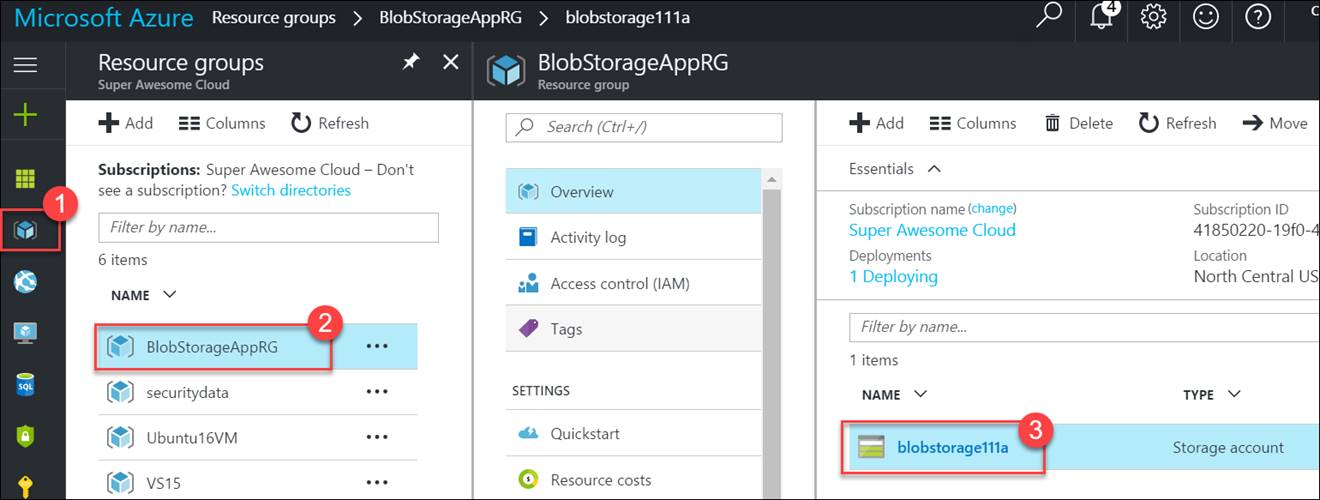 Microsoft Azure Resource groups > BlobStorageAppRG > blobstorage111a
4
Resource groups
Super Awesome Cloud
Add Columns Refresh
Subscriptions: Super Awesome Cloud – Don't
see a subscription? Switch directories
1
Filter by name...
6 items
NAME
2
BlobStorageAppRG
securitydata
SQL
Ubuntu16VM
VS15
BlobStorageAppRG
Resource group
Search (Ctrl+/)
Overview
Activity log
Access control (IAM)
Tags
SETTINGS
Quickstart
Resource costs
Add Columns Delete Refresh Move
Essentials
Subscription name (change)
Super Awesome Cloud
Deployments
1 Deploying
Subscription ID
41850220-19f0-4
Location
North Central US
Filter by name...
1 items
NAME TYPE
3
blobstorage111a Storage account